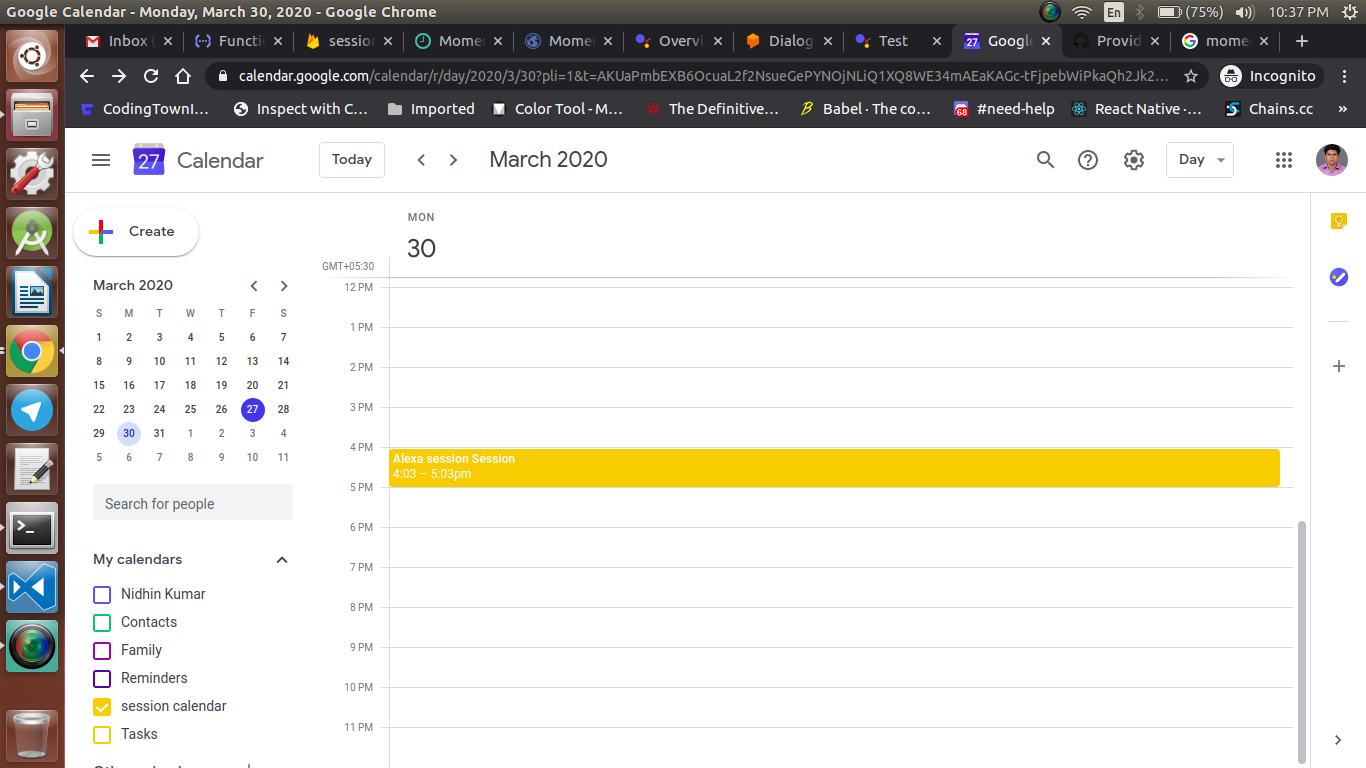 Google Calendar - Monday, March 30, 2020 - Google Chrome
En (75%) 10:37 PM
Inbox ( Functi session Momen Momen Overvi Dialog Test Google Provid mome
calendar.google.com/calendar/r/day/2020/3/30?pli=1&t=AKUaPmbEXB6OcuaL2f2NsueGePYNOjNLiQ1XQ8WE34mAEaKAGc-tFjpebWiPkaQh2Jk2... Incognito
CodingTownI... Inspect with C... Imported Color Tool - M... The Definitive... Babel · The co... 68 #need-help React Native ·... Chains.cc »
27 Calendar Today March 2020 Day
Create
MON
30
GMT+05:30
March 2020
S M T W T F S
1 2 3 4 5 6 7
8 9 10 11 12 13 14
15 16 17 18 19 20 21
22 23 24 25 26 27 28
29 30 31 1 2 3 4
5 6 7 8 9 10 11
Search for people
My calendars
Nidhin Kumar
Contacts
Family
Reminders
session calendar
Tasks
12 PM
1 PM
2 PM
3 PM
4 PM
Alexa session Session
4:03 – 5:03pm
5 PM
6 PM
7 PM
8 PM
9 PM
10 PM
11 PM